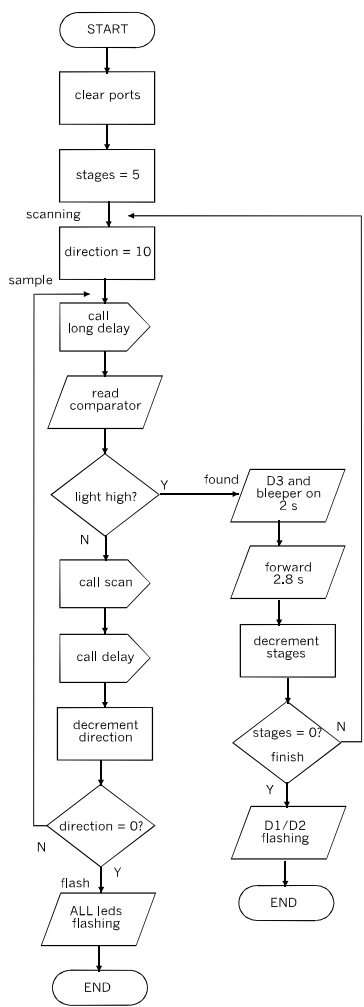 START
clear ports
stages = 5
scanning
direction = 10
sample
call
long delay
read
comparator
light high?
Y
found
D3 and
bleeper on
2 s
N
forward
2.8 s
call scan
call delay
decrement
stages
decrement
direction
stages = 0?
N
finish
Y
direction = 0?
N
Y
D1/D2
flashing
flash
ALL leds
flashing
END
END